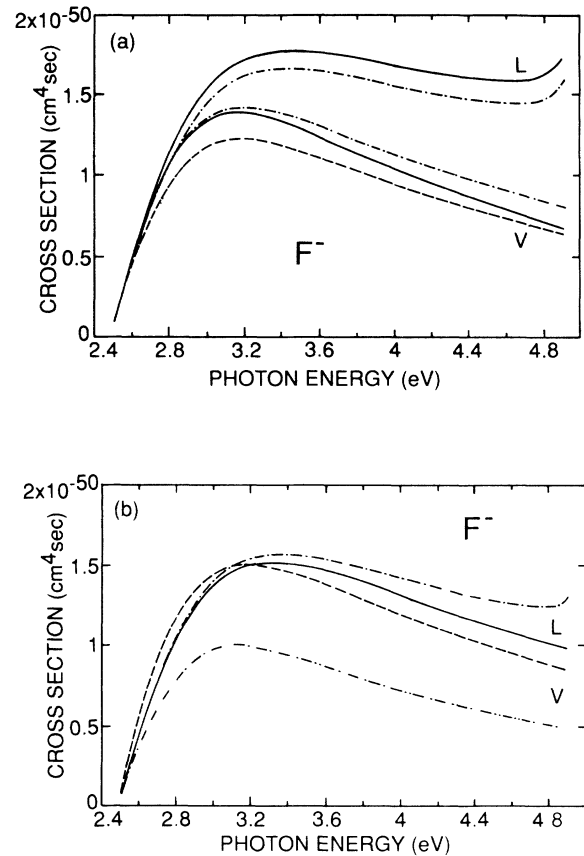 2x10-50
(a)
1.5
1
0.5
0
L
V
F-
2.4 2.8 3.2 3.6 4 4.4 4.8
PHOTON ENERGY (eV)
CROSS SECTION (cm4sec)
2x10-50
(b)
F-
1.5
1
0.5
0
L
V
2.4 2.8 3.2 3.6 4 4.4 4 8
PHOTON ENERGY (eV)
CROSS SECTION (cm4sec)